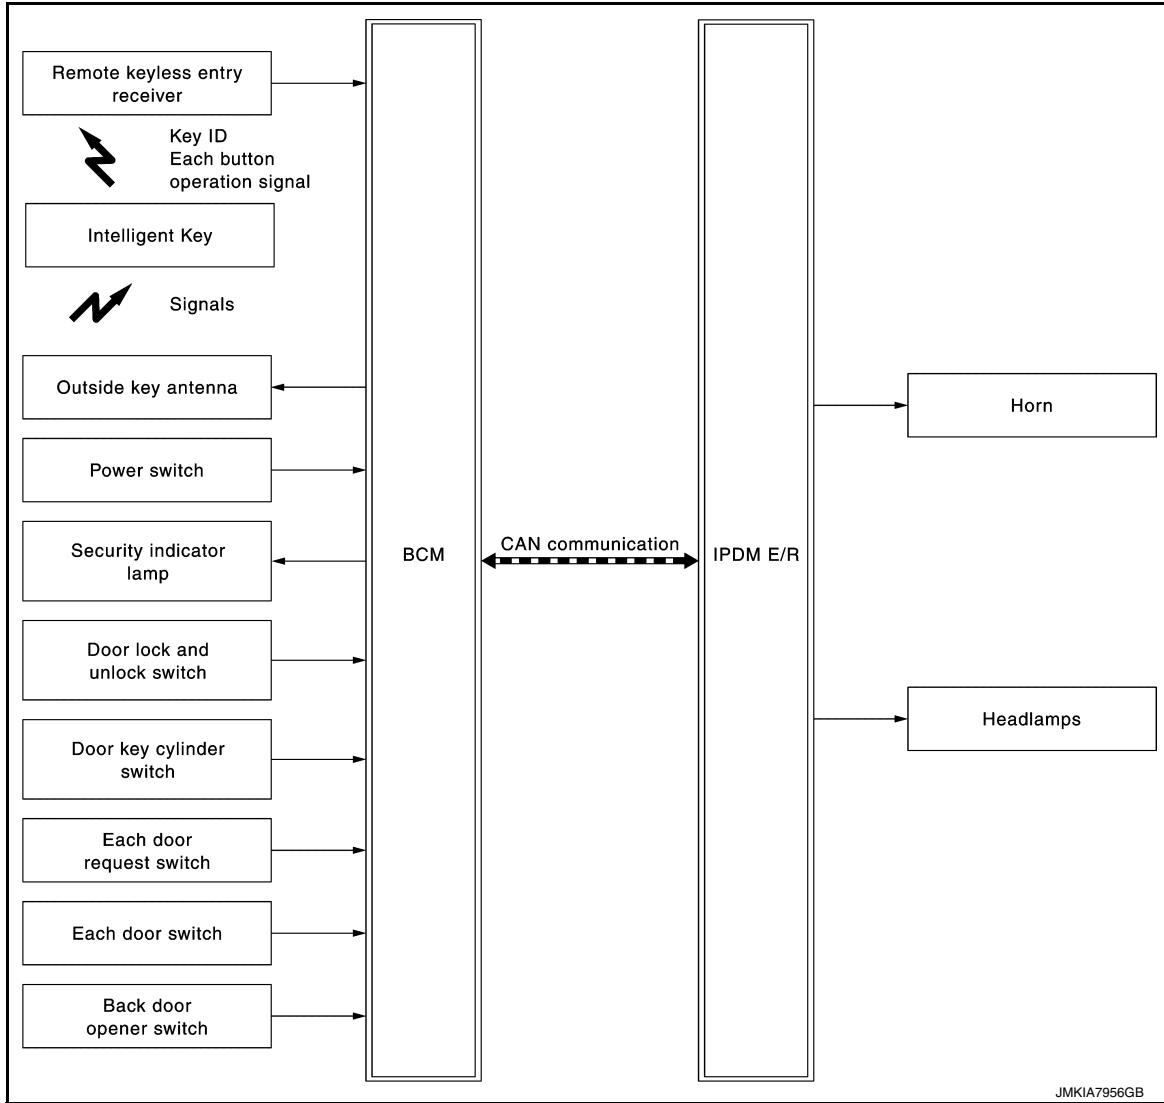 Remote keyless entry
receiver
Key ID
Each button
operation signal
Intelligent Key
Signals
Outside key antenna
Power switch
Security indicator
lamp
Door lock and
unlock switch
Door key cylinder
switch
Each door
request switch
Each door switch
Back door
opener switch
BCM
CAN communication
IPDM E/R
Horn
Headlamps
JMKIA7956GB